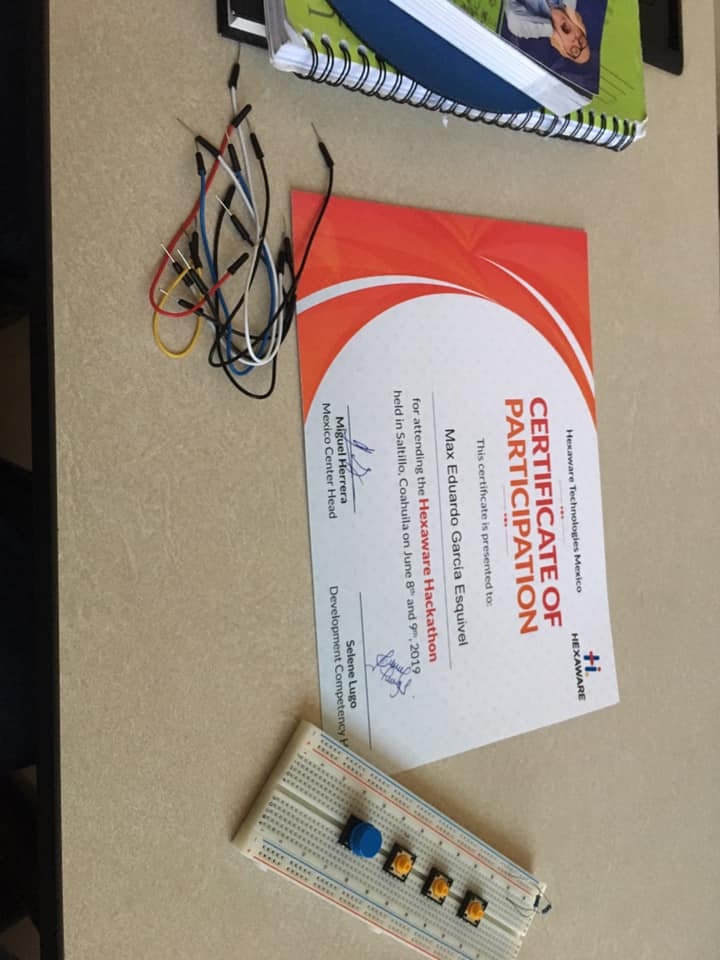 Hexaware Technologies Mexico
HEXAWARE
CERTIFICATE OF
PARTICIPATION
This certificate is presented to:
Max Eduardo García Esquivel
for attending the Hexaware Hackathon
held in Saltillo, Coahuila on June 8th and 9th, 2019.
Miguel Herrera
Mexico Center Head
Selene Lugo
Development Competency H